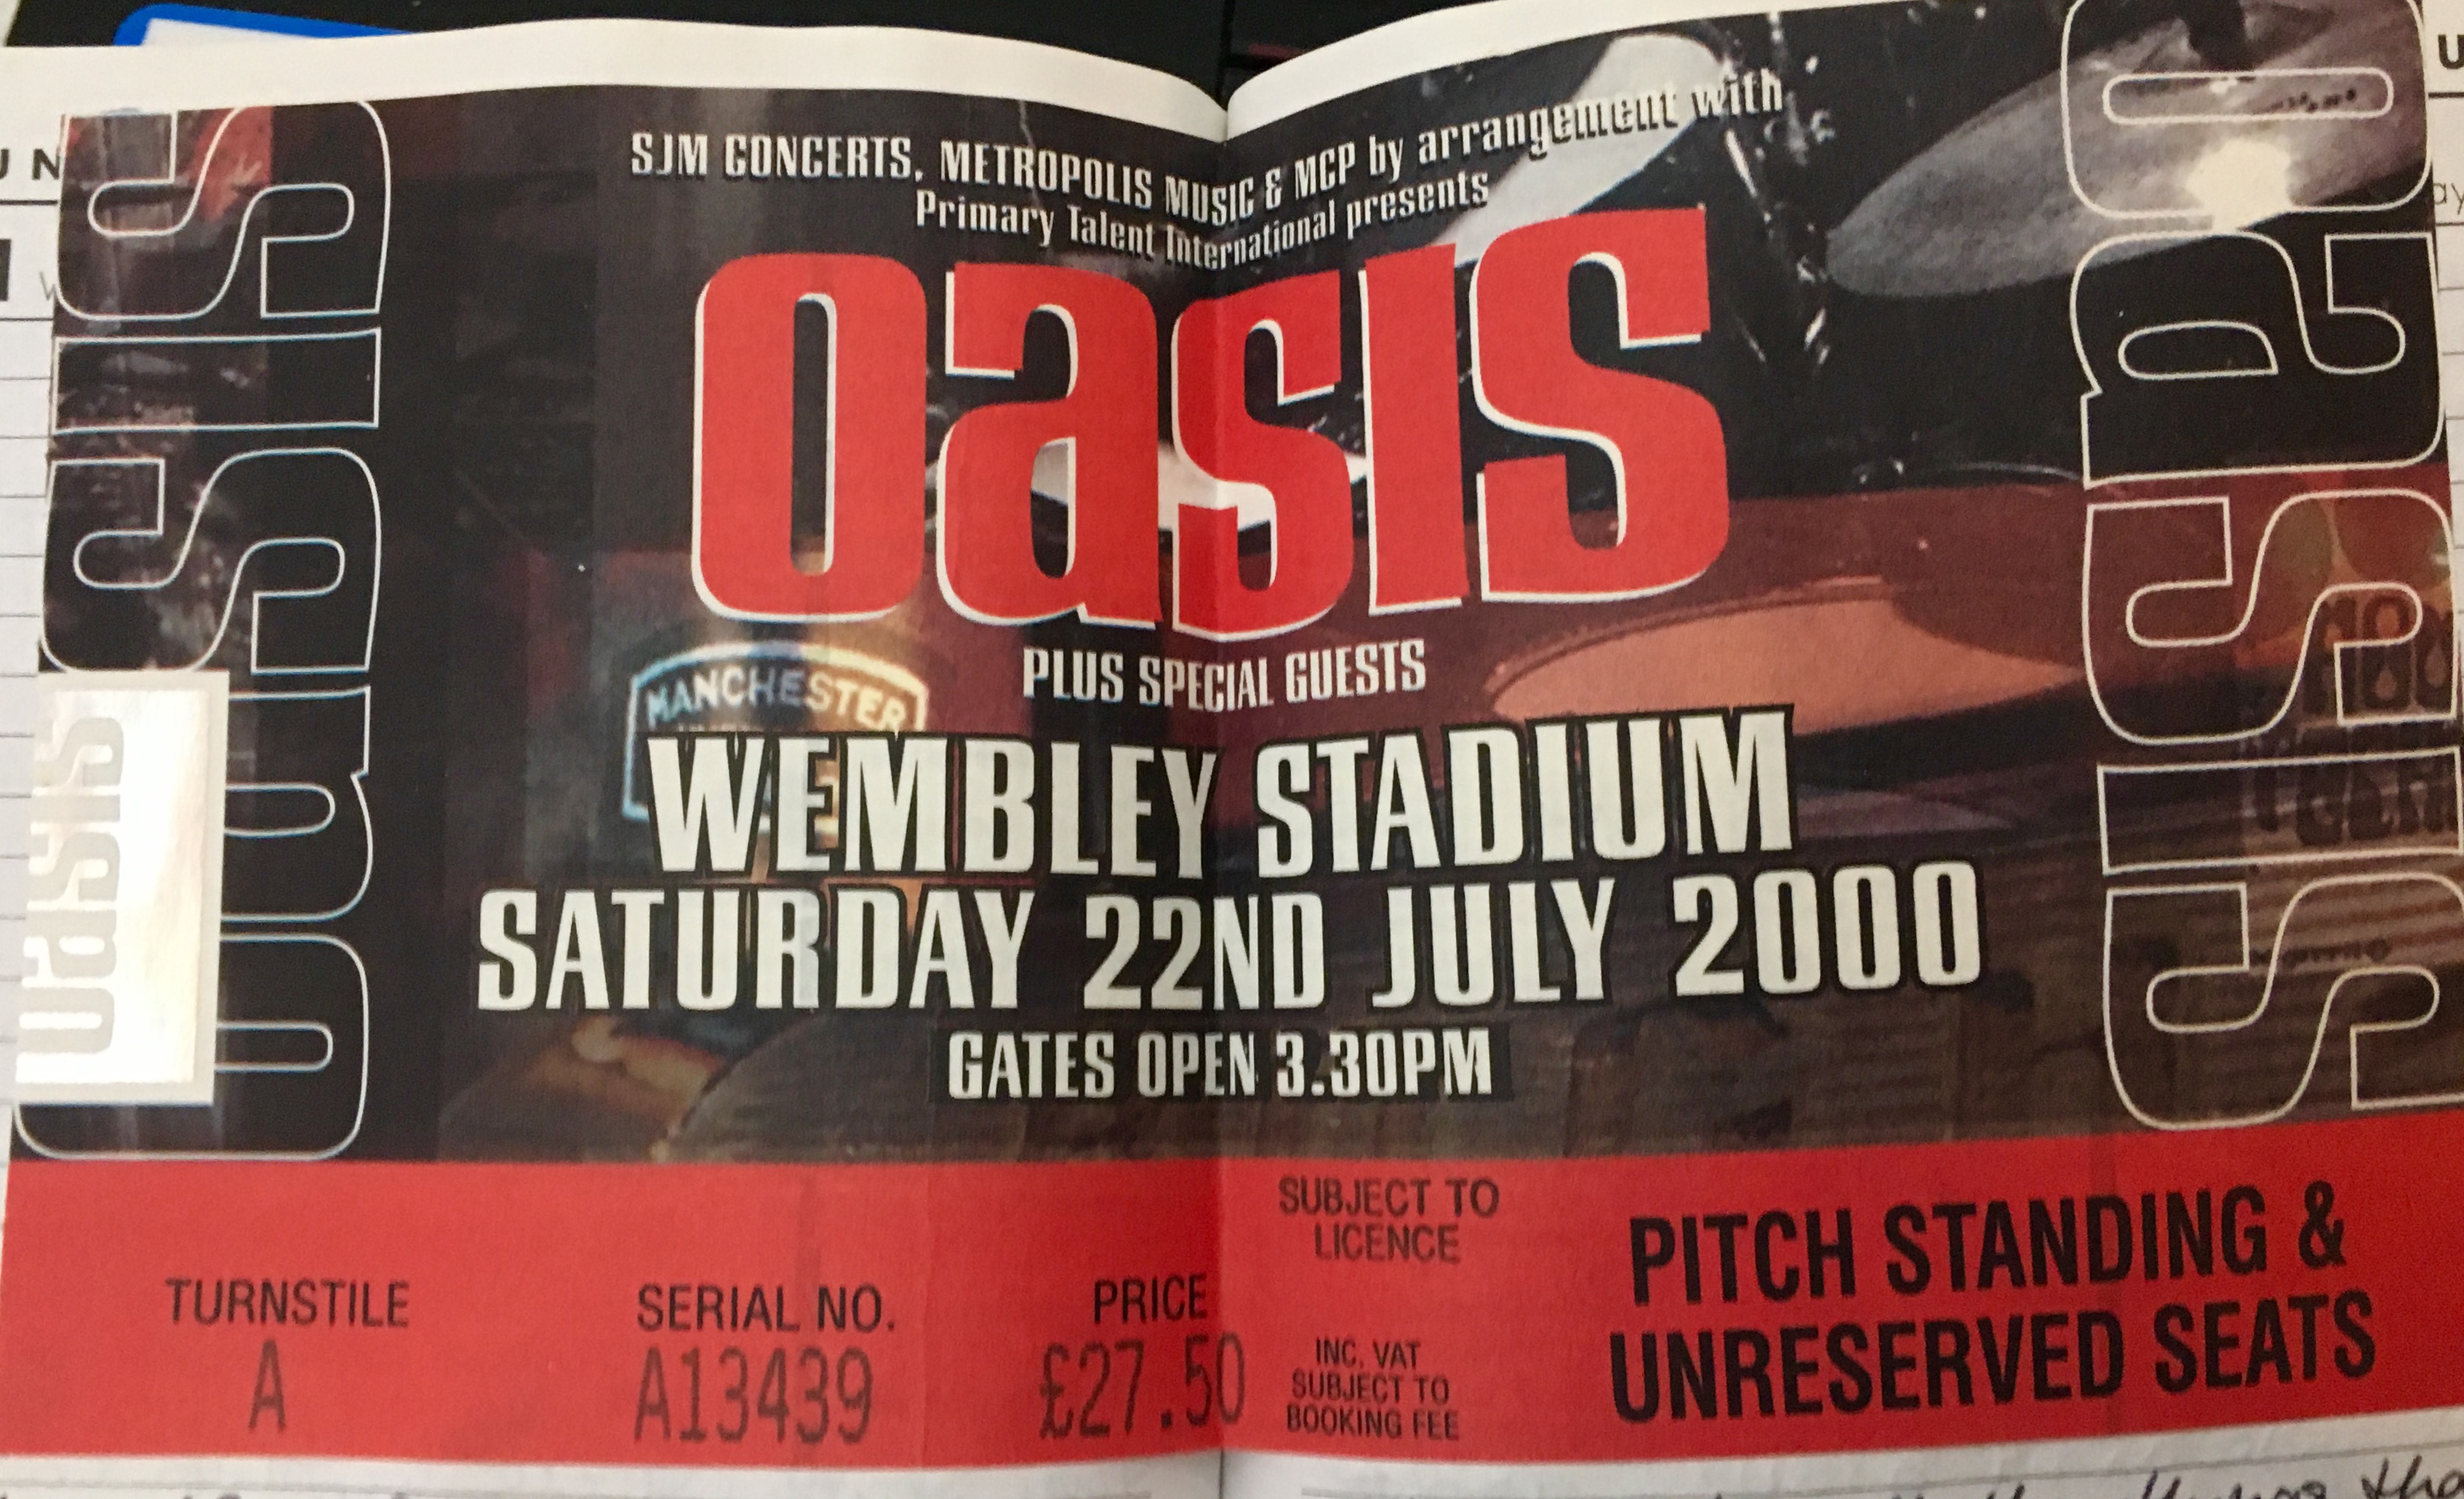 SJM CONCERTS, METROPOLIS MUSIC & MCP by arrangement with
Primary Talent International presents
oasis
PLUS SPECIAL GUESTS
MANCHESTER
WEMBLEY STADIUM
SATURDAY 22ND JULY 2000
GATES OPEN 3.30PM
oasis
oasis
oasis
TURNSTILE
A
SERIAL NO.
A13439
PRICE
£27.50
SUBJECT TO
LICENCE
INC. VAT
SUBJECT TO
BOOKING FEE
PITCH STANDING &
UNRESERVED SEATS